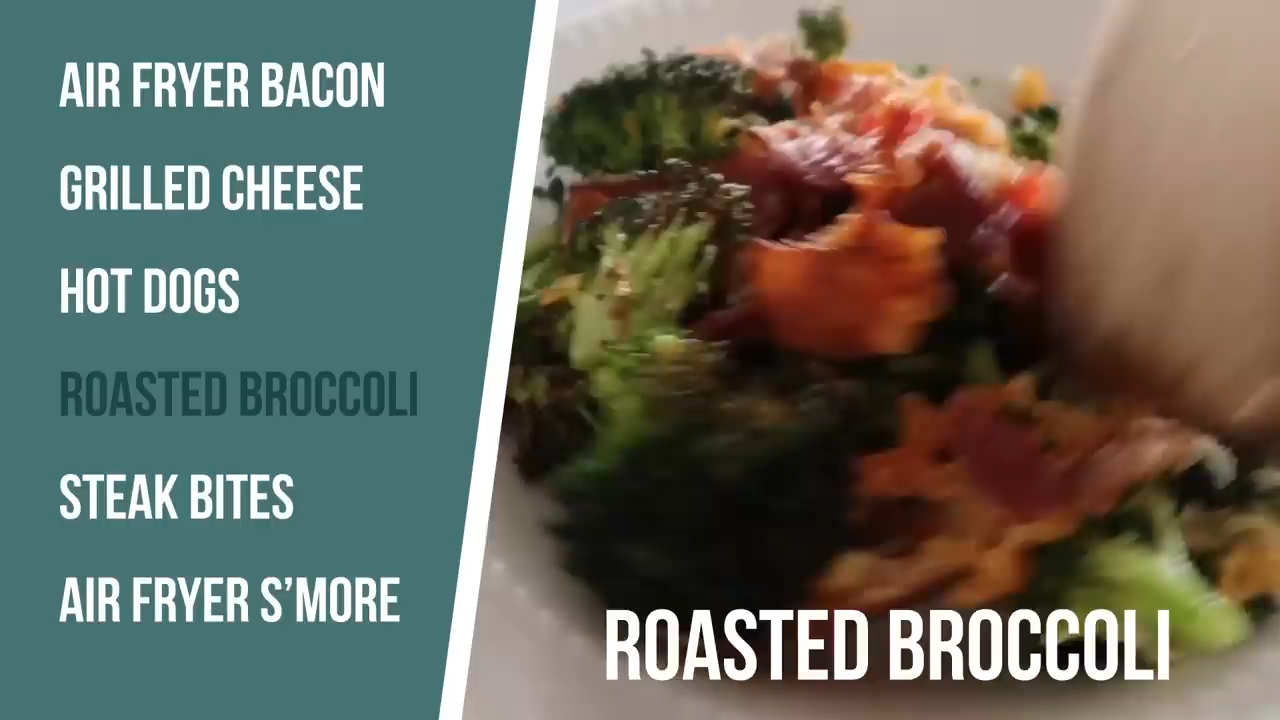 AIR FRYER BACON
GRILLED CHEESE
HOT DOGS
ROASTED BROCCOLI
STEAK BITES
AIR FRYER S’MORE
ROASTED BROCCOLI